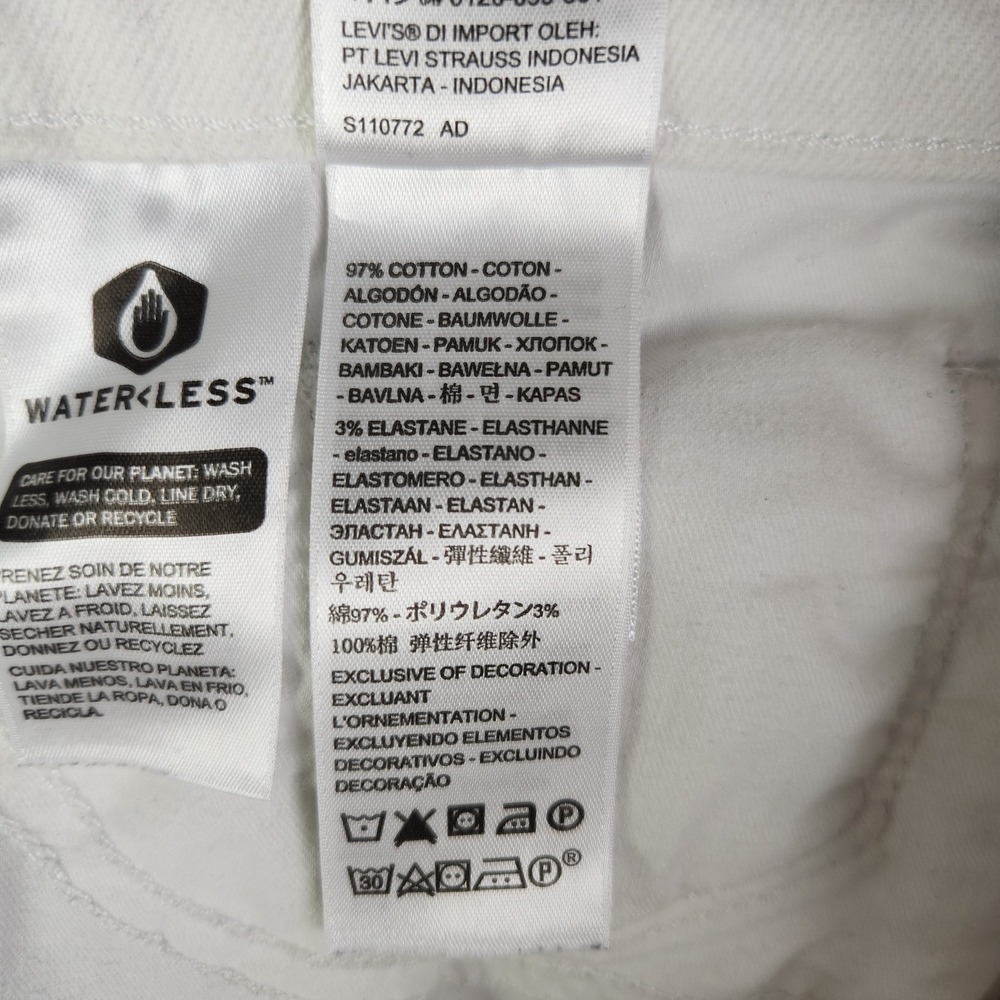 LEVI'S® DI IMPORT OLEH:
PT LEVI STRAUSS INDONESIA
JAKARTA - INDONESIA
S110772 AD
WATER<LESS™
CARE FOR OUR PLANET: WASH
LESS, WASH COLD, LINE DRY,
DONATE OR RECYCLE
RENEZ SOIN DE NOTRE
LANETE: LAVEZ MOINS,
AVEZ A FROID, LAISSEZ
SECHER NATURELLEMENT,
DONNEZ OU RECYCLEZ
CUIDA NUESTRO PLANETA:
LAVA MENOS, LAVA EN FRIO,
TIENDE LA ROPA, DONA O
RECICLA.
97% COTTON - COTON -
ALGODÓN - ALGODÃO -
COTONE - BAUMWOLLE -
KATOEN - PAMUK - ХЛОПОК -
BAMBAKI - BAWEŁNA - PAMUT
- BAVLNA - 棉 - 면 - KAPAS
3% ELASTANE - ELASTHANNE
- elastano - ELASTANO -
ELASTOMERO - ELASTHAN -
ELASTAAN - ELASTAN -
ЭЛАСТАН - ΕΛΑΣΤΑΝΗ -
GUMISZÁL - 彈性纖維 - 폴리
우레탄
綿97% - ポリウレタン3%
100%棉 弹性纤维除外
EXCLUSIVE OF DECORATION -
EXCLUANT
L'ORNEMENTATION -
EXCLUYENDO ELEMENTOS
DECORATIVOS - EXCLUINDO
DECORAÇÃO
P
30 P®